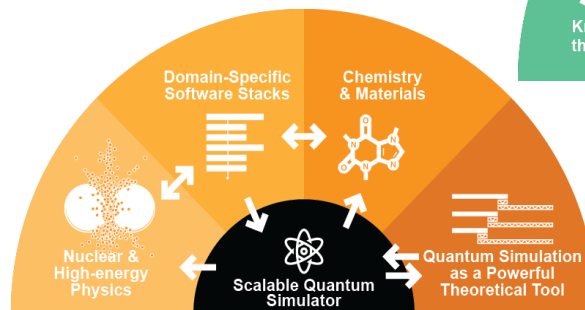 Domain-Specific
Software Stacks
Chemistry
& Materials
Nuclear &
High-energy
Physics
Scalable Quantum
Simulator
Quantum Simulation
as a Powerful
Theoretical Tool
O
N
N
O
N
N